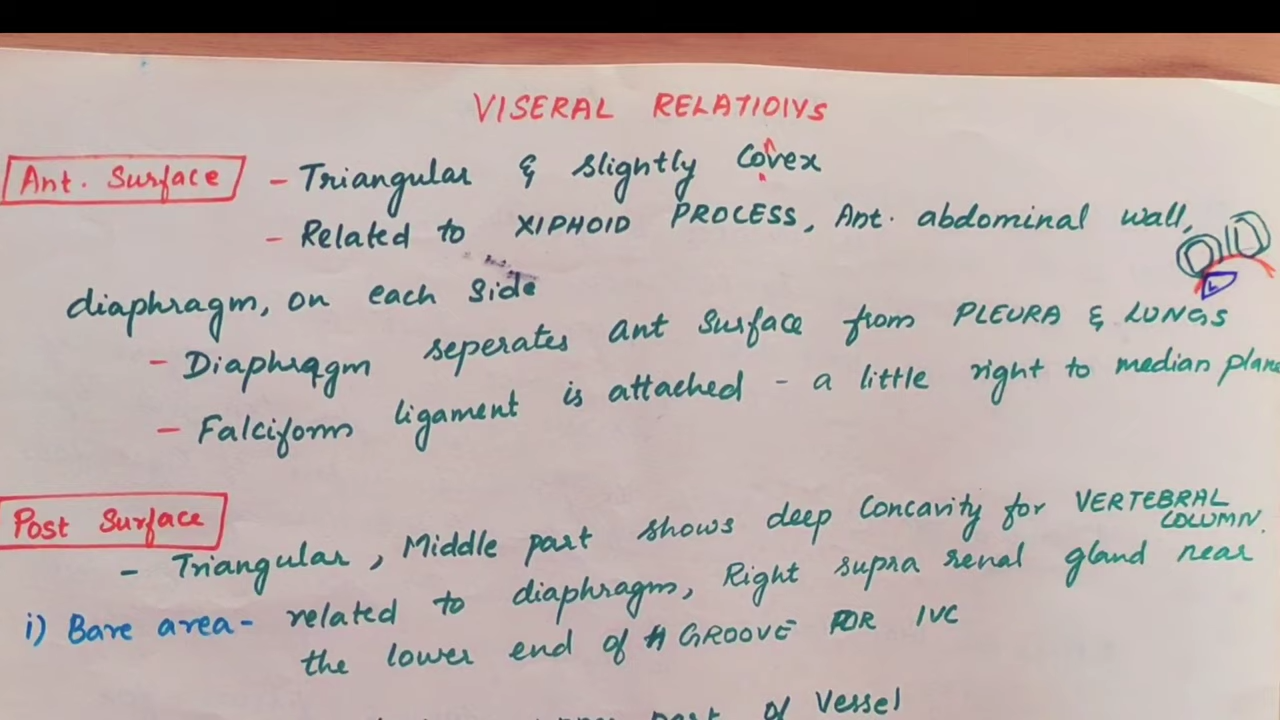 VISERAL RELATIONS
Ant. Surface - Triangular & slightly Covex
- Related to XIPHOID PROCESS, Ant. abdominal wall,
diaphragm, on each side
- Diaphragm seperates ant surface from PLEURA & LUNGS
- Falciform ligament is attached - a little right to median plane
Post Surface
- Triangular, Middle part shows deep Concavity for VERTEBRAL COLUMN.
i) Bare area - related to diaphragm, Right supra renal gland near
the lower end of GROOVE FOR IVC
part of Vessel